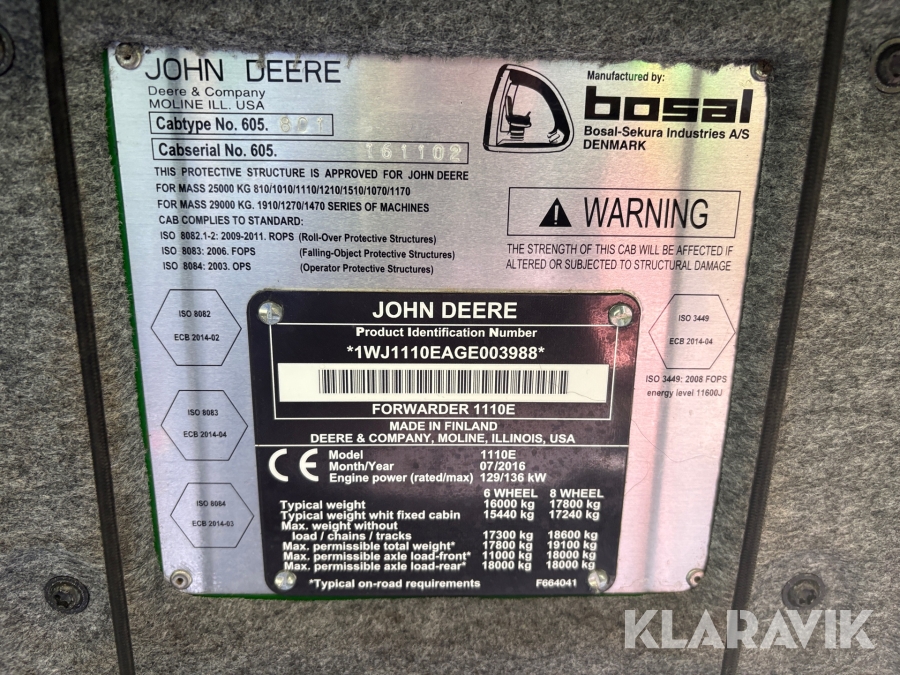 JOHN DEERE
Deere & Company
MOLINE ILL. USA
Cabtype No. 605. 801
Cabserial No. 605. 161102
THIS PROTECTIVE STRUCTURE IS APPROVED FOR JOHN DEERE
FOR MASS 25000 KG 810/1010/1110/1210/1510/1070/1170
FOR MASS 29000 KG. 1910/1270/1470 SERIES OF MACHINES
CAB COMPLIES TO STANDARD:
ISO 8082.1-2: 2009-2011. ROPS (Roll-Over Protective Structures)
ISO 8083: 2006. FOPS (Falling-Object Protective Structures)
ISO 8084: 2003. OPS (Operator Protective Structures)
Manufactured by:
bosal
Bosal-Sekura Industries A/S
DENMARK
WARNING
THE STRENGTH OF THIS CAB WILL BE AFFECTED IF
ALTERED OR SUBJECTED TO STRUCTURAL DAMAGE
ISO 8082
ECB 2014-02
ISO 8083
ECB 2014-04
ISO 8084
ECB 2014-03
ISO 3449
ECB 2014-04
ISO 3449: 2008 FOPS
energy level 11600J
JOHN DEERE
Product Identification Number
*1WJ1110EAGE003988*
FORWARDER 1110E
MADE IN FINLAND
DEERE & COMPANY, MOLINE, ILLINOIS, USA
CE
Model 1110E
Month/Year 07/2016
Engine power (rated/max) 129/136 kW
6 WHEEL 8 WHEEL
Typical weight 16000 kg 17800 kg
Typical weight whit fixed cabin 15440 kg 17240 kg
Max. weight without
load / chains / tracks 17300 kg 18600 kg
Max. permissible total weight* 17800 kg 19100 kg
Max. permissible axle load-front* 11000 kg 18000 kg
Max. permissible axle load-rear* 18000 kg 18000 kg
*Typical on-road requirements F664041
KLARAVIK